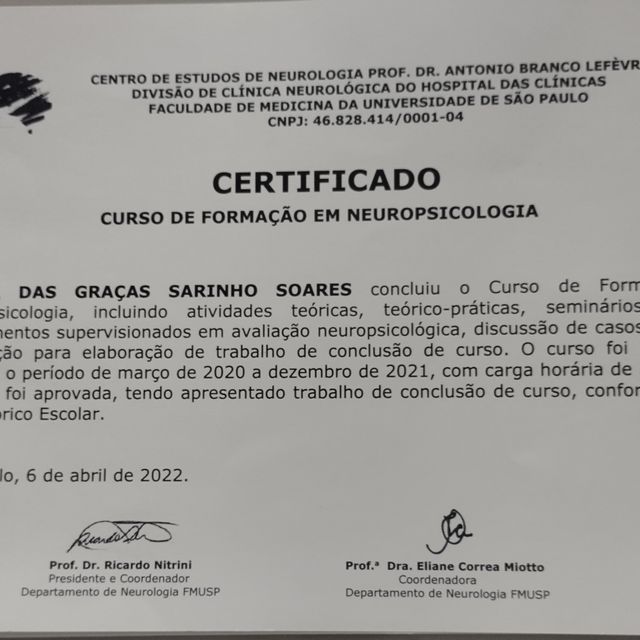 CENTRO DE ESTUDOS DE NEUROLOGIA PROF. DR. ANTONIO BRANCO LEFÈVR
DIVISÃO DE CLÍNICA NEUROLÓGICA DO HOSPITAL DAS CLÍNICAS
FACULDADE DE MEDICINA DA UNIVERSIDADE DE SÃO PAULO
CNPJ: 46.828.414/0001-04
CERTIFICADO
CURSO DE FORMAÇÃO EM NEUROPSICOLOGIA
DAS GRAÇAS SARINHO SOARES concluiu o Curso de Form
sicologia, incluindo atividades teóricas, teórico-práticas, seminários
mentos supervisionados em avaliação neuropsicológica, discussão de casos
ção para elaboração de trabalho de conclusão de curso. O curso foi
o período de março de 2020 a dezembro de 2021, com carga horária de
foi aprovada, tendo apresentado trabalho de conclusão de curso, confor
órico Escolar.
lo, 6 de abril de 2022.
Prof. Dr. Ricardo Nitrini
Presidente e Coordenador
Departamento de Neurologia FMUSP
Prof.ª Dra. Eliane Correa Miotto
Coordenadora
Departamento de Neurologia FMUSP